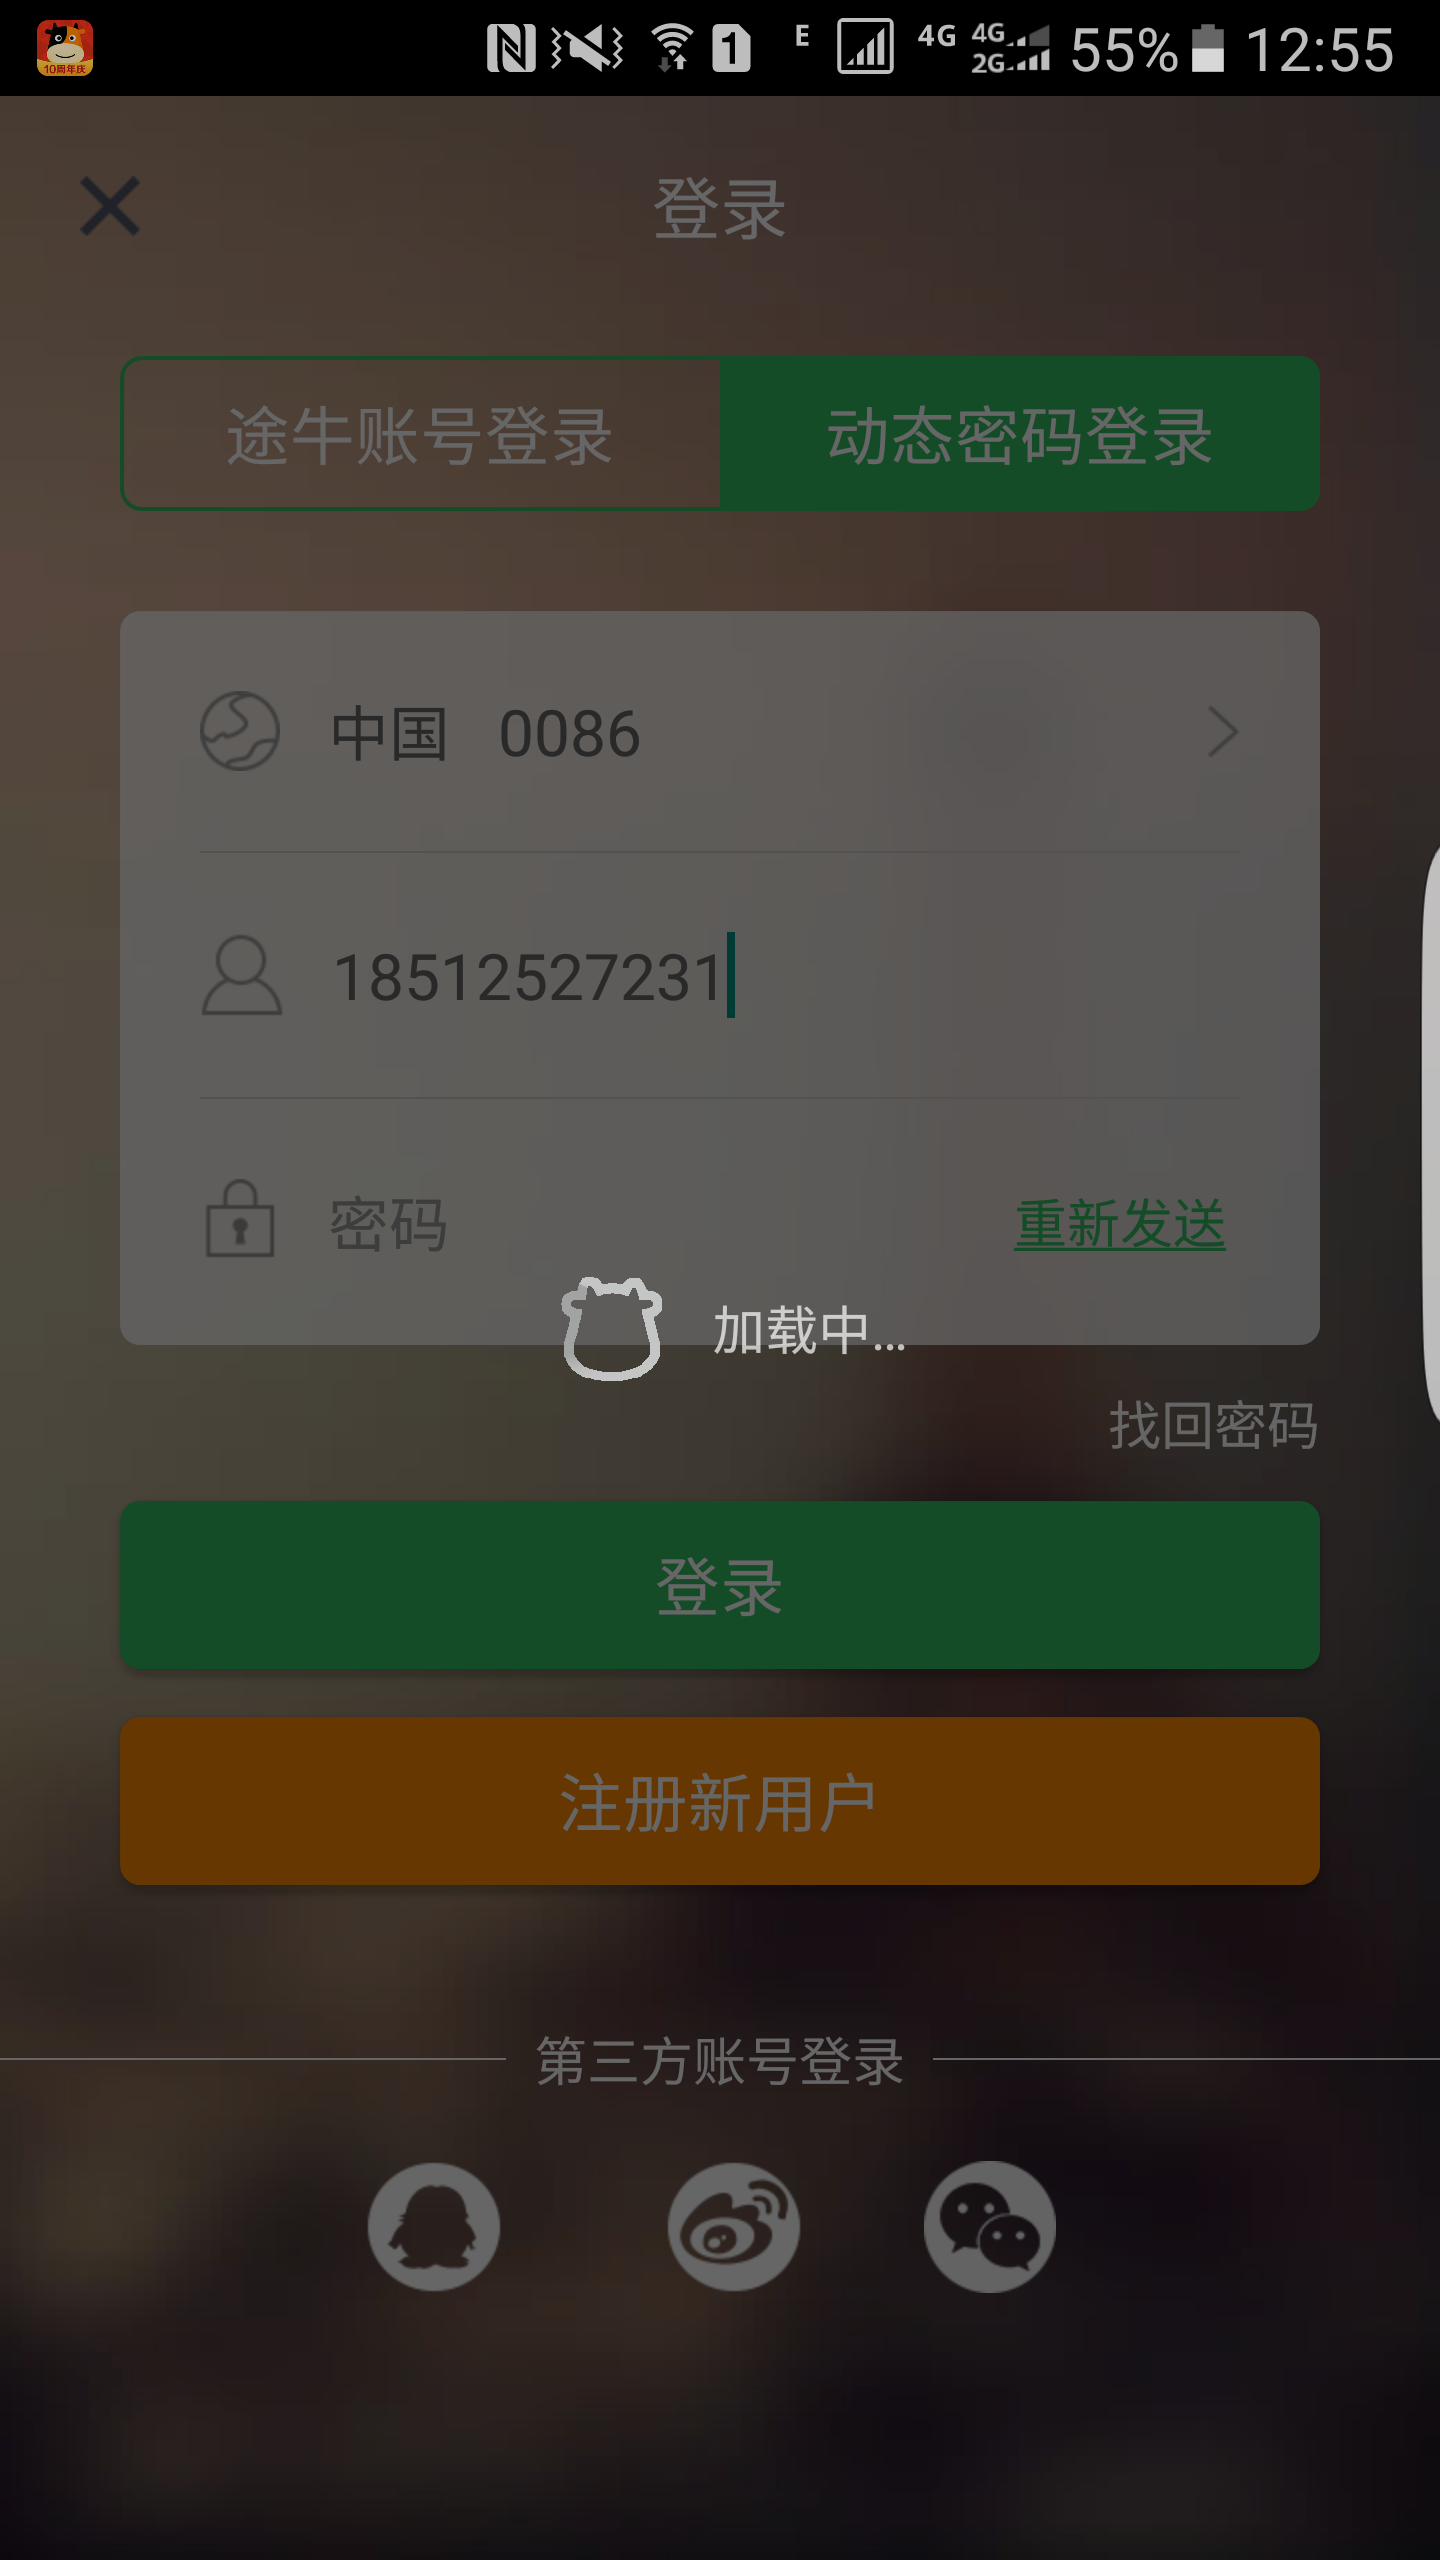 10周年庆
1 E 4G 4G 2G 55% 12:55
登录
途牛账号登录 动态密码登录
中国 0086
18512527231
密码 重新发送
加载中...
找回密码
登录
注册新用户
第三方账号登录